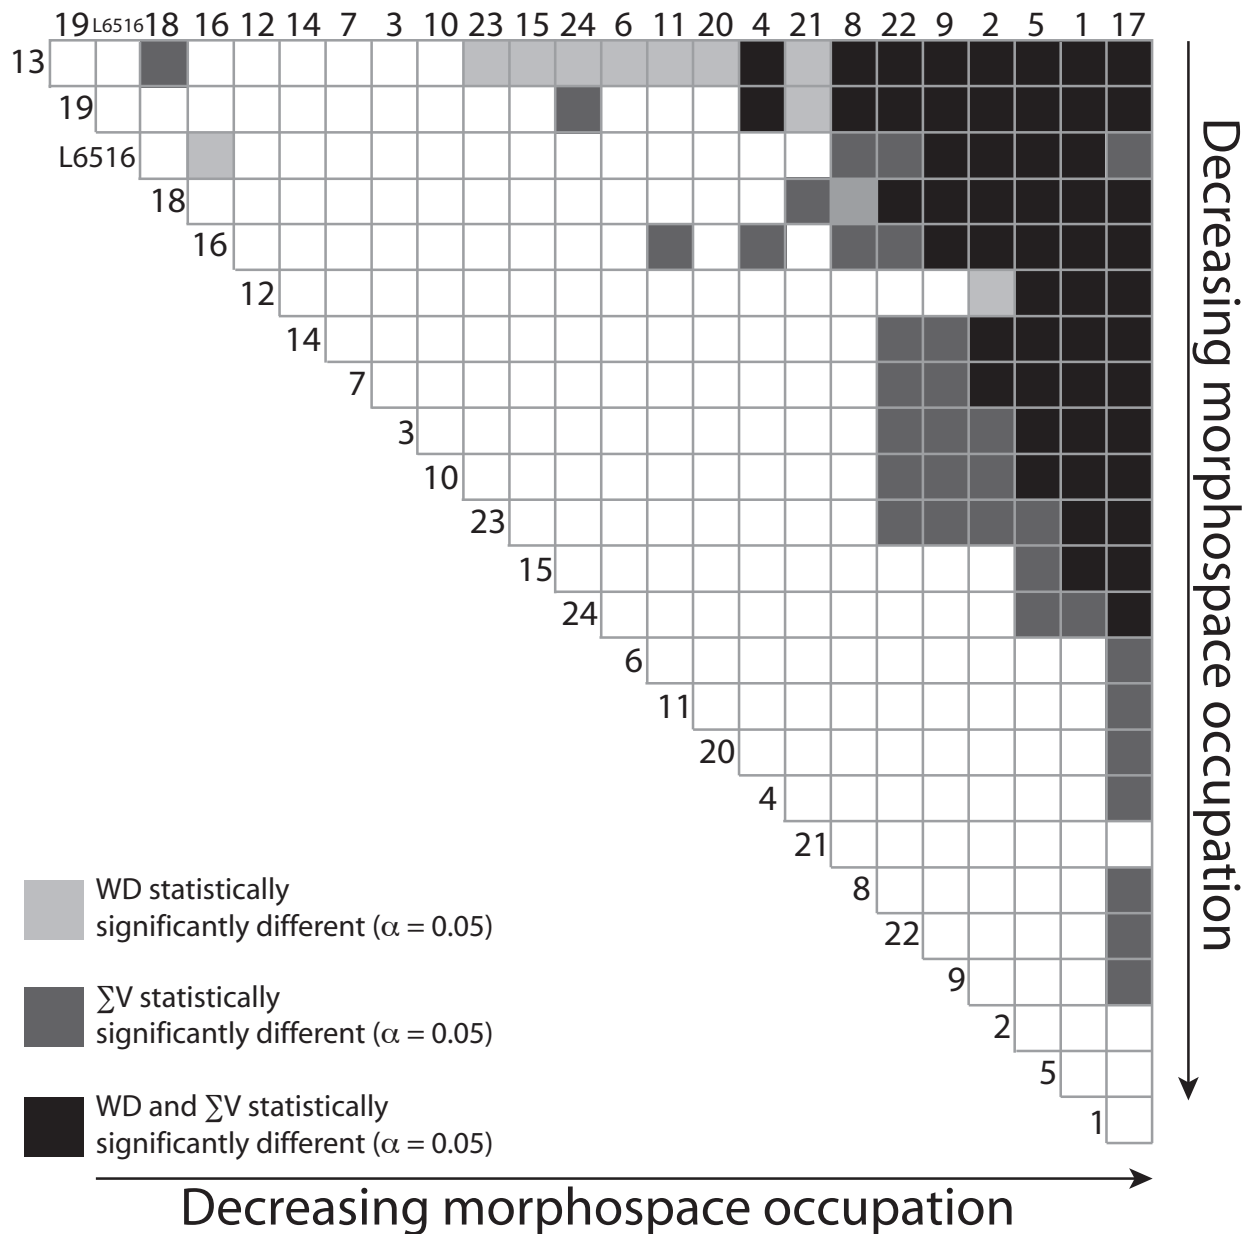 19 L6516 18 16 12 14 7 3 10 23 15 24 6 11 20 4 21 8 22 9 2 5 1 17
13
19
L6516
18
16
12
14
7
3
10
23
15
24
6
11
20
4
21
8
22
9
2
5
1
WD statistically
significantly different (α = 0.05)
∑V statistically
significantly different (α = 0.05)
WD and ∑V statistically
significantly different (α = 0.05)
Decreasing morphospace occupation
Decreasing morphospace occupation